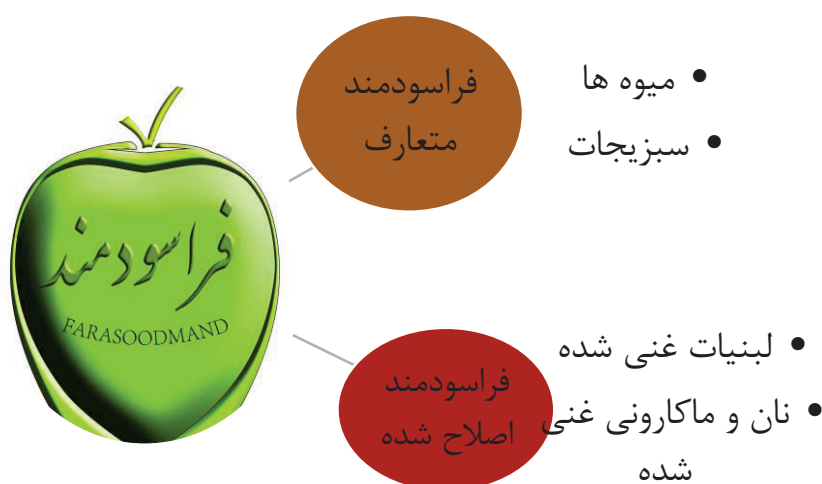 فراسودمند
FARASOODMAND
فراسودمند
متعارف
• میوه ها
• سبزیجات
فراسودمند
اصلاح شده
• لبنیات غنی شده
• نان و ماکارونی غنی
شده